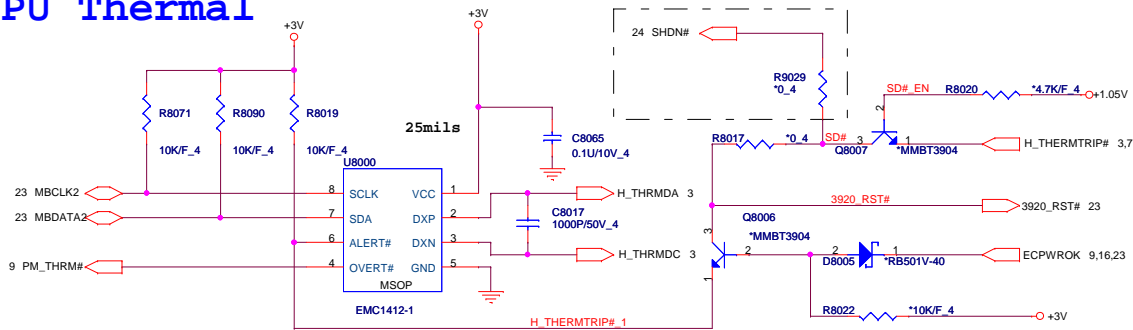 PU Thermal
+3V
+3V
24 SHDN#
R9029
*0_4
SD#_EN
R8020
*4.7K/F_4
+1.05V
R8071
R8090
R8019
25mils
C8065
0.1U/10V_4
10K/F_4
10K/F_4
10K/F_4
R8017
*0_4
SD#
3
2
1
Q8007
*MMBT3904
H_THERMTRIP# 3,7
U8000
23 MBCLK2
8
SCLK
VCC
1
H_THRMDA 3
23 MBDATA2
7
SDA
DXP
2
C8017
1000P/50V_4
3920_RST#
3920_RST# 23
6
ALERT#
DXN
3
H_THRMDC 3
Q8006
*MMBT3904
3
2
1
9 PM_THRM#
4
OVERT#
GND
5
MSOP
2
1
D8005
*RB501V-40
ECPWROK 9,16,23
EMC1412-1
H_THERMTRIP#_1
R8022
*10K/F_4
+3V